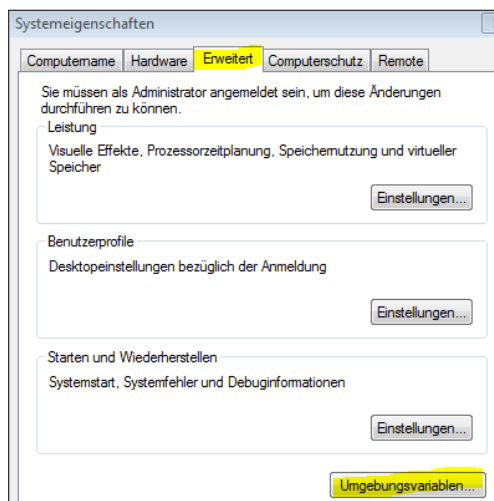 Systemeigenschaften
Computername Hardware Erweitert Computerschutz Remote
Sie müssen als Administrator angemeldet sein, um diese Änderungen
durchführen zu können.
Leistung
Visuelle Effekte, Prozessorzeitplanung, Speichernutzung und virtueller
Speicher
Einstellungen...
Benutzerprofile
Desktopeinstellungen bezüglich der Anmeldung
Einstellungen...
Starten und Wiederherstellen
Systemstart, Systemfehler und Debuginformationen
Einstellungen...
Umgebungsvariablen...